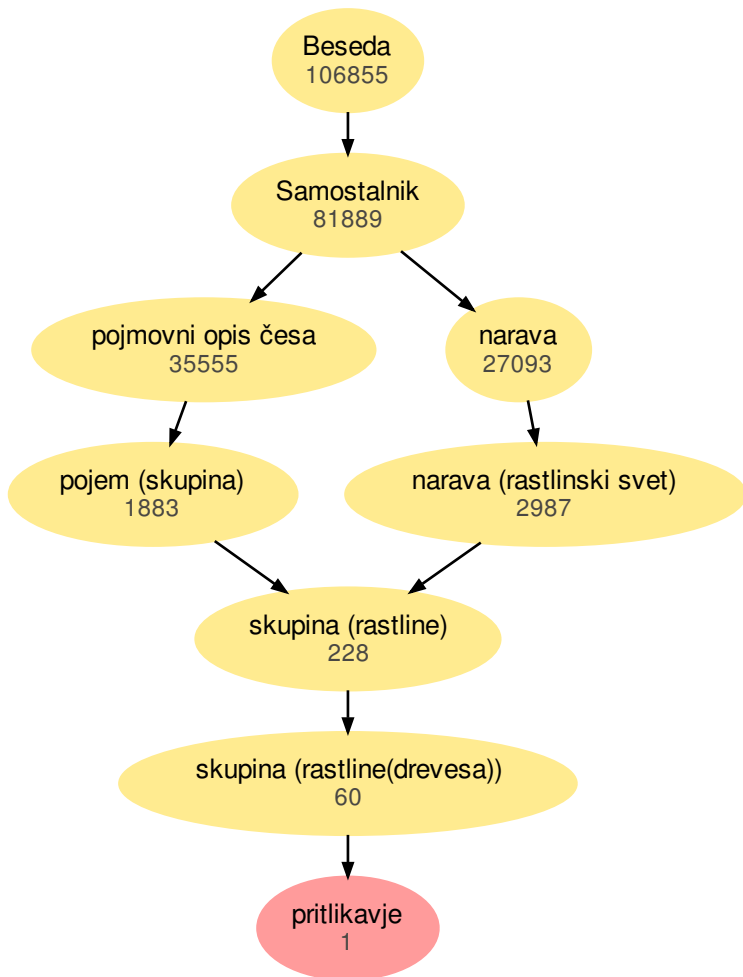 Beseda
106855
Samostalnik
81889
pojmovni opis česa
35555
narava
27093
pojem (skupina)
1883
narava (rastlinski svet)
2987
skupina (rastline)
228
skupina (rastline(drevesa))
60
pritlikavje
1